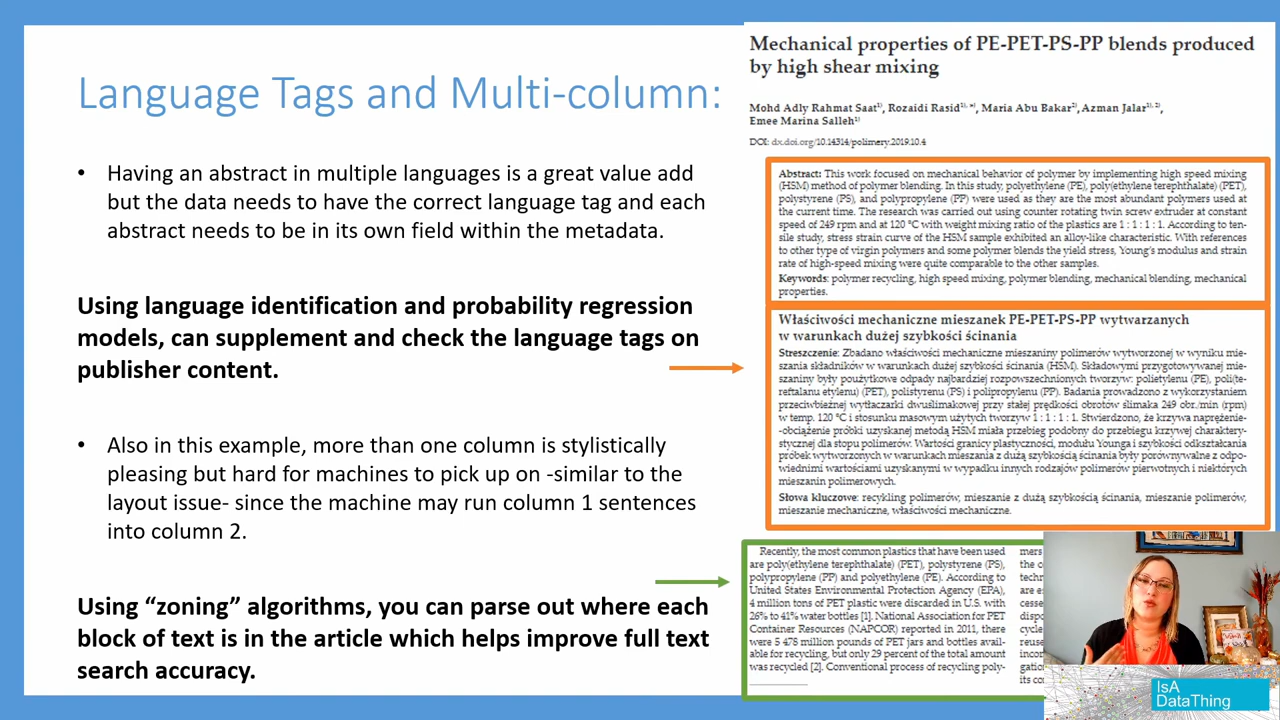 Language Tags and Multi-column:
• Having an abstract in multiple languages is a great value add
but the data needs to have the correct language tag and each
abstract needs to be in its own field within the metadata.
Using language identification and probability regression
models, can supplement and check the language tags on
publisher content.
• Also in this example, more than one column is stylistically
pleasing but hard for machines to pick up on -similar to the
layout issue- since the machine may run column 1 sentences
into column 2.
Using “zoning” algorithms, you can parse out where each
block of text is in the article which helps improve full text
search accuracy.
Mechanical properties of PE-PET-PS-PP blends produced
by high shear mixing
Mohd Adly Rahmat Saat¹⁾, Rozaidi Rasid¹⁾, *⁾, Maria Abu Bakar²⁾, Azman Jalar¹⁾, ²⁾,
Emee Marina Salleh¹⁾
DOI: dx.doi.org/10.14314/polimery.2019.10.4
Abstract: This work focused on mechanical behavior of polymer by implementing high speed mixing
(HSM) method of polymer blending. In this study, polyethylene (PE), poly(ethylene terephthalate) (PET),
polystyrene (PS), and polypropylene (PP) were used as they are the most abundant polymers used at
the current time. The research was carried out using counter rotating twin screw extruder at constant
speed of 249 rpm and at 120 °C with weight mixing ratio of the plastics are 1 : 1 : 1 : 1. According to ten-
sile study, stress strain curve of the HSM sample exhibited an alloy-like characteristic. With references
to other type of virgin polymers and some polymer blends the yield stress, Young's modulus and strain
rate of high-speed mixing were quite comparable to the other samples.
Keywords: polymer recycling, high speed mixing, polymer blending, mechanical blending, mechanical
properties.
Właściwości mechaniczne mieszanek PE-PET-PS-PP wytwarzanych
w warunkach dużej szybkości ścinania
Streszczenie: Zbadano właściwości mechaniczne mieszaniny polimerów wytworzonej w wyniku mie-
szania składników w warunkach dużej szybkości ścinania (HSM). Składowymi przygotowywanej mie-
szaniny były poużytkowe odpady najbardziej rozpowszechnionych tworzyw: polietylenu (PE), poli(te-
reftalanu etylenu) (PET), polistyrenu (PS) i polipropylenu (PP). Badania prowadzono z wykorzystaniem
przeciwbieżnej wytłaczarki dwuślimakowej przy stałej prędkości obrotów ślimaka 249 obr./min (rpm)
w temp. 120 °C i stosunku masowym użytych tworzyw 1 : 1 : 1 : 1. Stwierdzono, że krzywa naprężenie-
-obciążenie próbki uzyskanej metodą HSM miała przebieg podobny do przebiegu krzywej charaktery-
stycznej dla stopu polimerów. Wartości granicy plastyczności, modułu Younga i szybkości odkształcania
próbek wytworzonych w warunkach mieszania z dużą szybkością ścinania były porównywalne z odpo-
wiednimi wartościami uzyskanymi w wypadku innych rodzajów polimerów pierwotnych i niektórych
mieszanin polimerowych.
Słowa kluczowe: recykling polimerów, mieszanie z dużą szybkością ścinania, mieszanie polimerów,
mieszanie mechaniczne, właściwości mechaniczne.
Recently, the most common plastics that have been used
are poly(ethylene terephthalate) (PET), polystyrene (PS),
polypropylene (PP) and polyethylene (PE). According to
United States Environmental Protection Agency (EPA),
4 million tons of PET plastic were discarded in U.S. with
26% to 41% water bottles [1]. National Association for PET
Container Resources (NAPCOR) reported in 2011, there
were 5 478 million pounds of PET jars and bottles avail-
able for recycling, but only 29 percent of the total amount
was recycled [2]. Conventional process of recycling poly-
mers
the c
techn
are e
cesse
dispo
cycle
reuse
incor
gatio
its co
IsA
DataThing